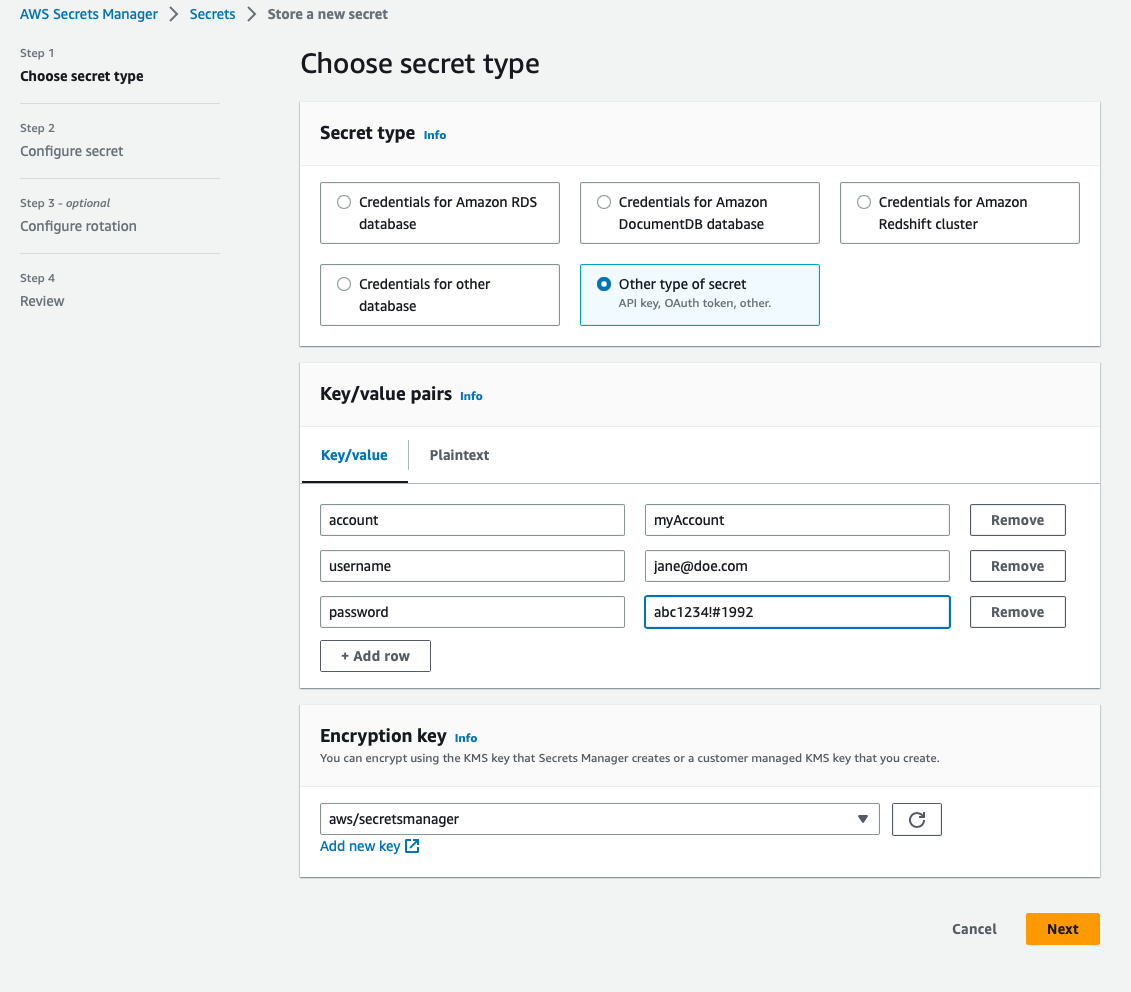 AWS Secrets Manager > Secrets > Store a new secret
Step 1
Choose secret type
Step 2
Configure secret
Step 3 - optional
Configure rotation
Step 4
Review
Choose secret type
Secret type Info
Credentials for Amazon RDS
database
Credentials for Amazon
DocumentDB database
Credentials for Amazon
Redshift cluster
Credentials for other
database
Other type of secret
API key, OAuth token, other.
Key/value pairs Info
Key/value Plaintext
account myAccount Remove
username jane@doe.com Remove
password abc1234!#1992 Remove
+ Add row
Encryption key Info
You can encrypt using the KMS key that Secrets Manager creates or a customer managed KMS key that you create.
aws/secretsmanager
Add new key
Cancel Next